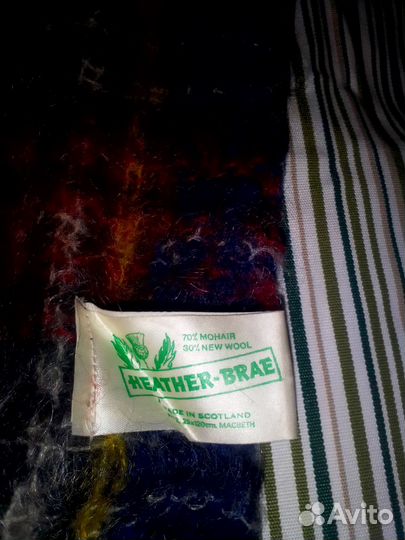 70% MOHAIR
30% NEW WOOL
HEATHER-BRAE
MADE IN SCOTLAND
MACBETH
Avito